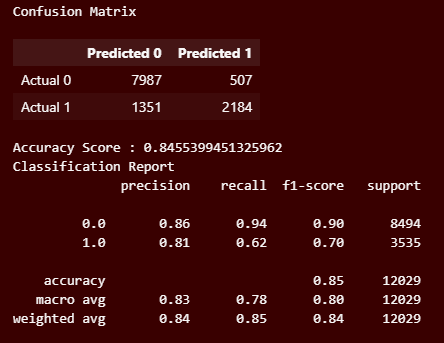 Confusion Matrix
Predicted 0 Predicted 1
Actual 0 7987 507
Actual 1 1351 2184
Accuracy Score : 0.8455399451325962
Classification Report
precision recall f1-score support
0.0 0.86 0.94 0.90 8494
1.0 0.81 0.62 0.70 3535
accuracy 0.85 12029
macro avg 0.83 0.78 0.80 12029
weighted avg 0.84 0.85 0.84 12029